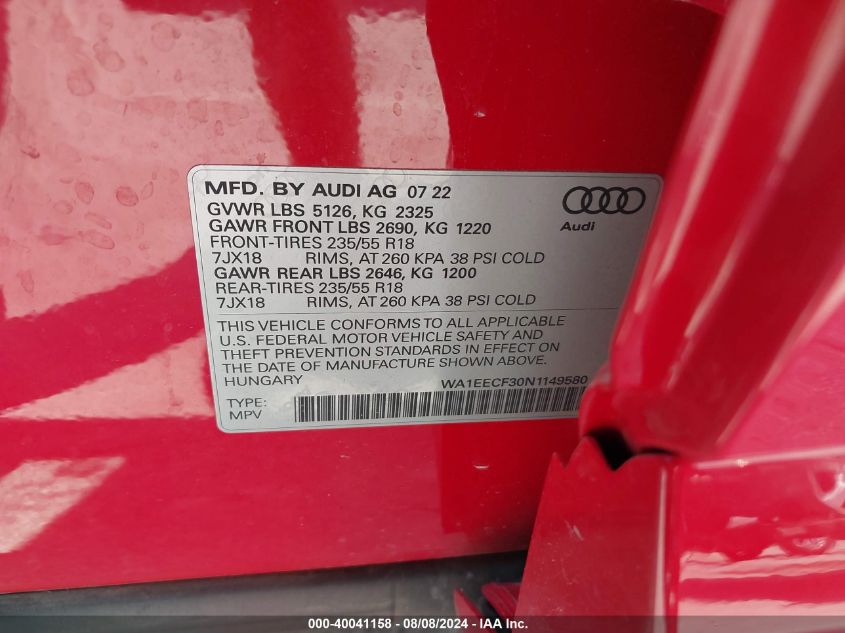 MFD. BY AUDI AG 07 22
GVWR LBS 5126, KG 2325
GAWR FRONT LBS 2690, KG 1220
FRONT-TIRES 235/55 R18
7JX18 RIMS, AT 260 KPA 38 PSI COLD
GAWR REAR LBS 2646, KG 1200
REAR-TIRES 235/55 R18
7JX18 RIMS, AT 260 KPA 38 PSI COLD
Audi
THIS VEHICLE CONFORMS TO ALL APPLICABLE
U.S. FEDERAL MOTOR VEHICLE SAFETY AND
THEFT PREVENTION STANDARDS IN EFFECT ON
THE DATE OF MANUFACTURE SHOWN ABOVE.
HUNGARY WA1EECF30N1149580
TYPE:
MPV
000-40041158 - 08/08/2024 - IAA Inc.